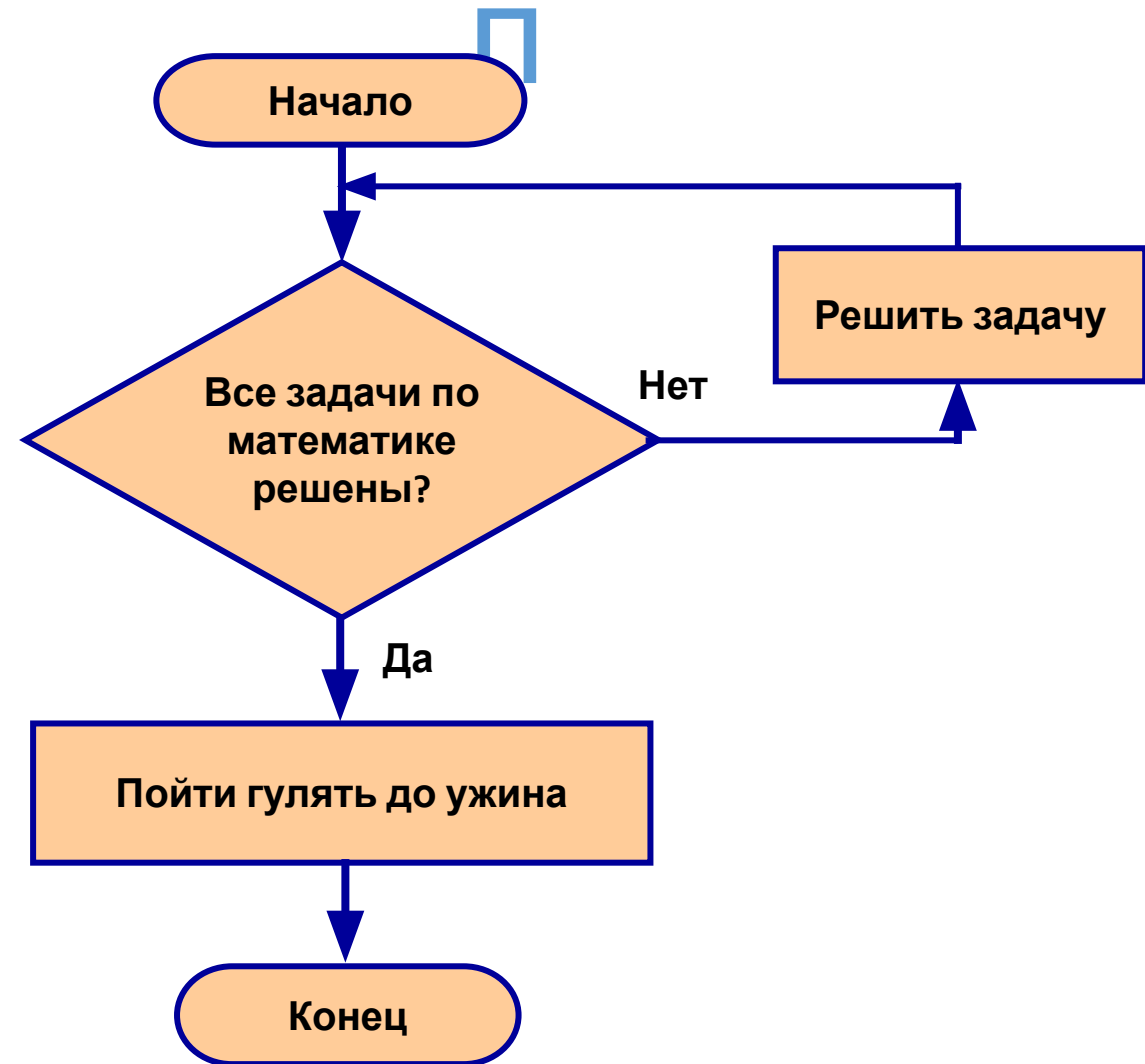 Начало
Решить задачу
Все задачи по
математике
решены?
Нет
Да
Пойти гулять до ужина
Конец